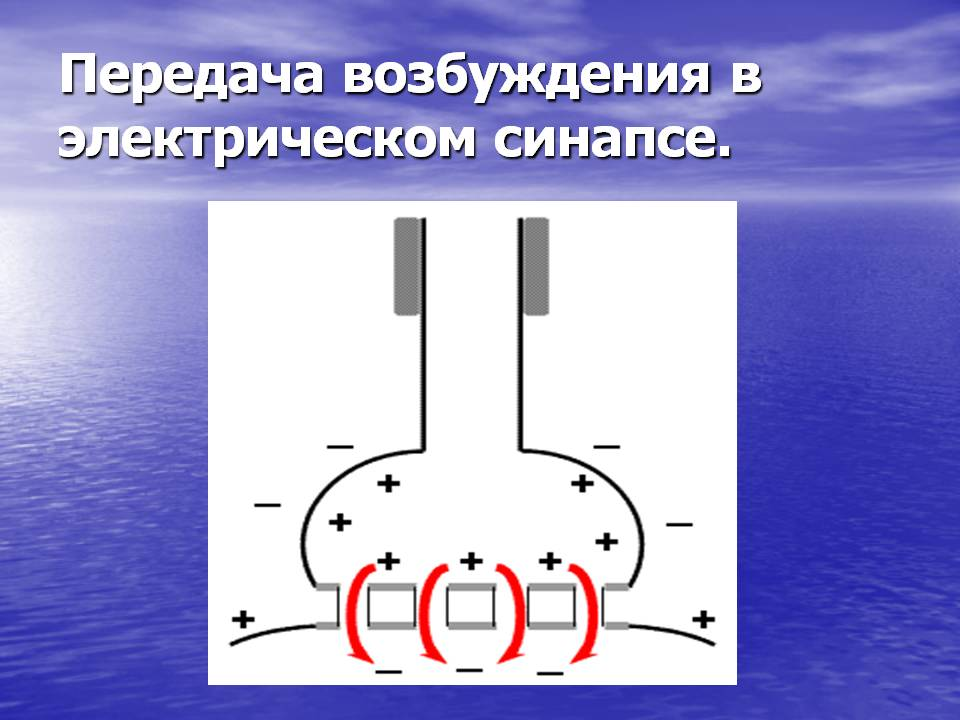 Передача возбуждения в
электрическом синапсе.
− −
+ +
− −
+ +
+ + +
+ +
− − −